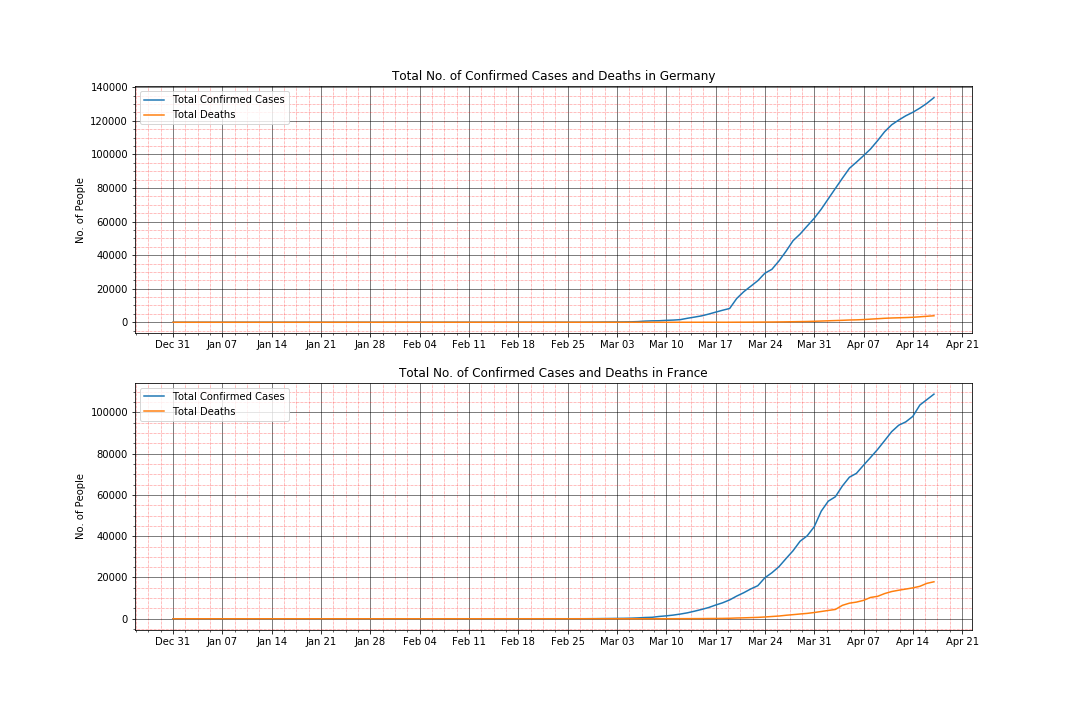 Total No. of Confirmed Cases and Deaths in Germany
140000
120000
100000
80000
60000
40000
20000
0
No. of People
Total Confirmed Cases
Total Deaths
Dec 31 Jan 07 Jan 14 Jan 21 Jan 28 Feb 04 Feb 11 Feb 18 Feb 25 Mar 03 Mar 10 Mar 17 Mar 24 Mar 31 Apr 07 Apr 14 Apr 21
Total No. of Confirmed Cases and Deaths in France
100000
80000
60000
40000
20000
0
No. of People
Total Confirmed Cases
Total Deaths
Dec 31 Jan 07 Jan 14 Jan 21 Jan 28 Feb 04 Feb 11 Feb 18 Feb 25 Mar 03 Mar 10 Mar 17 Mar 24 Mar 31 Apr 07 Apr 14 Apr 21